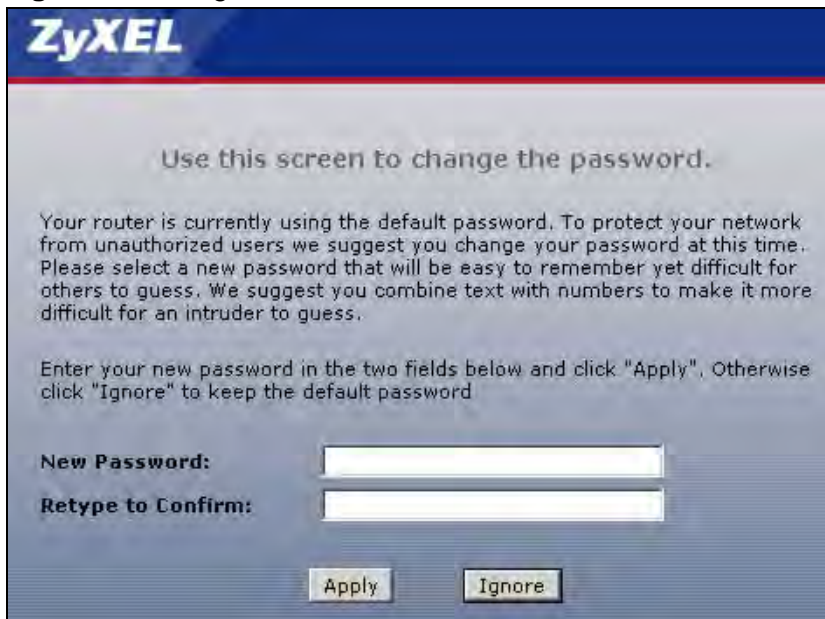 ZyXEL
Use this screen to change the password.
Your router is currently using the default password. To protect your network
from unauthorized users we suggest you change your password at this time.
Please select a new password that will be easy to remember yet difficult for
others to guess. We suggest you combine text with numbers to make it more
difficult for an intruder to guess.
Enter your new password in the two fields below and click "Apply". Otherwise
click "Ignore" to keep the default password
New Password:
Retype to Confirm:
Apply Ignore